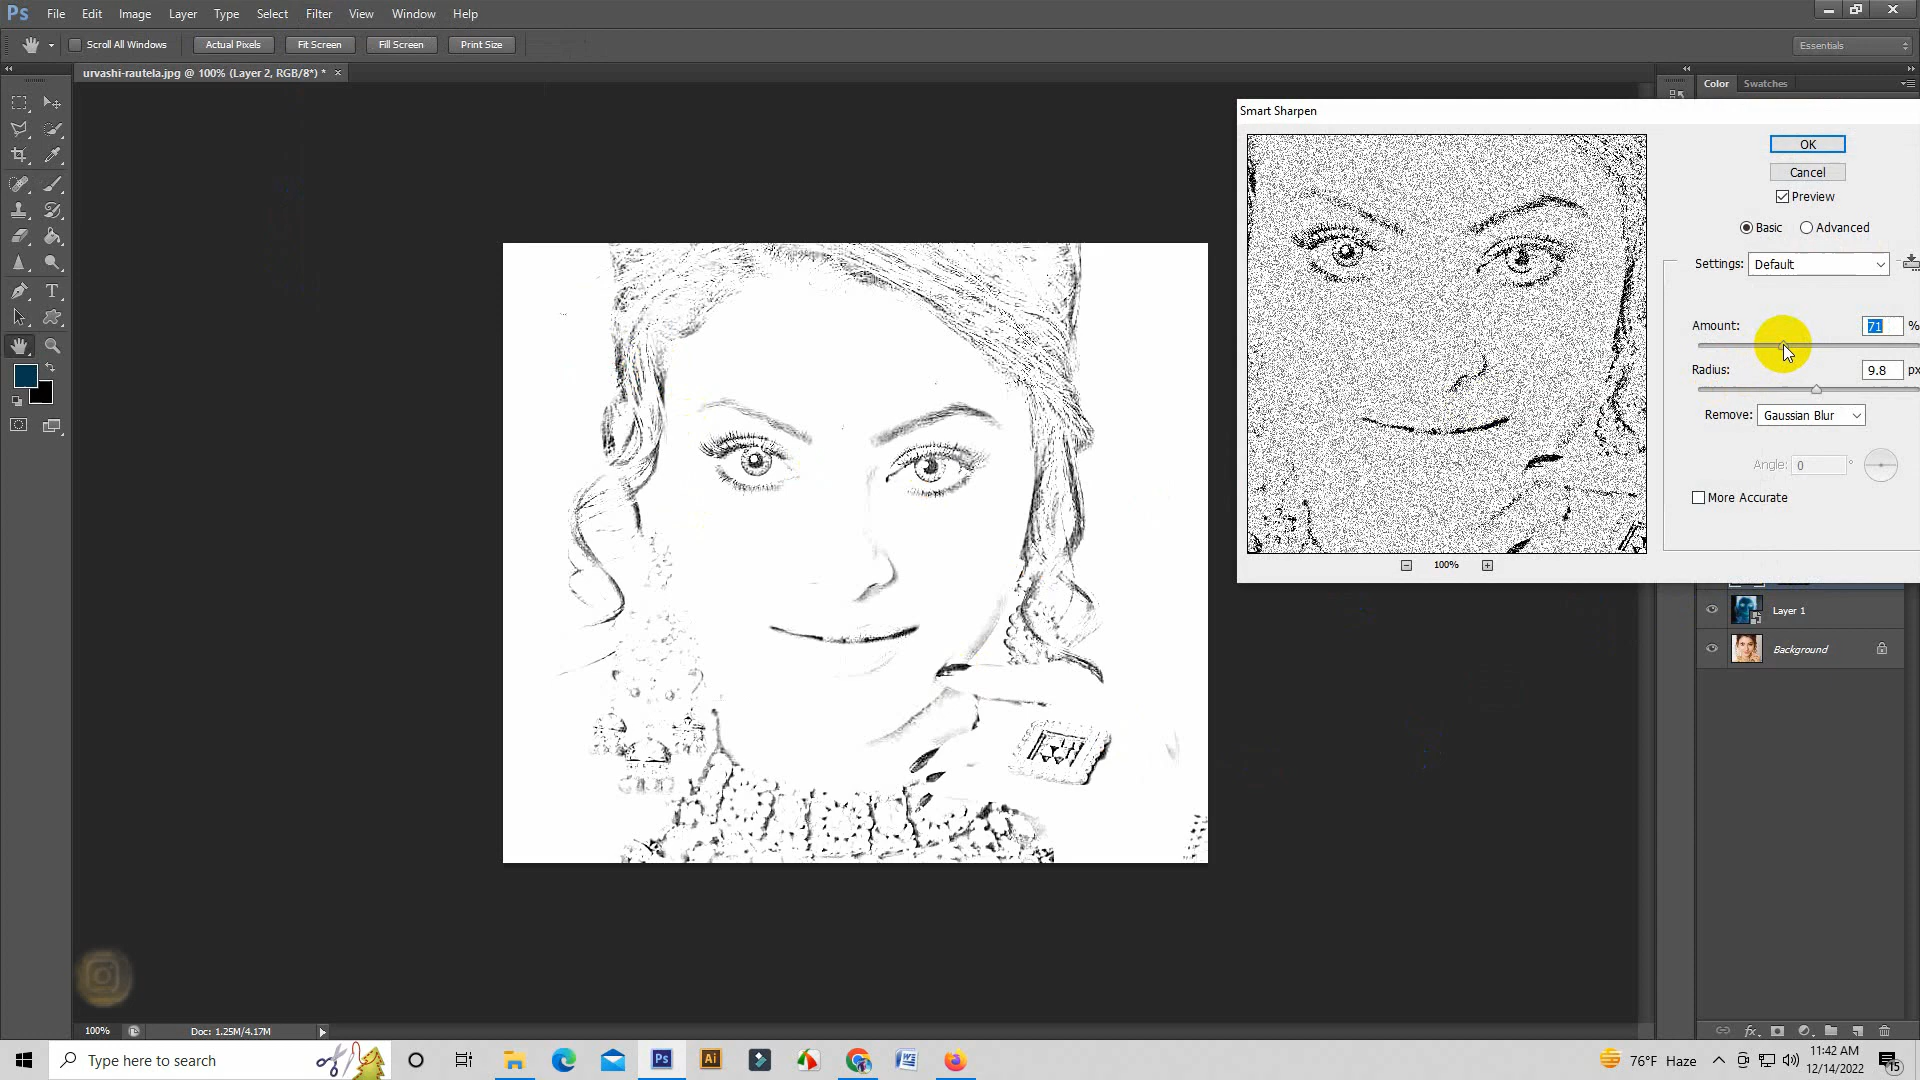 Ps File Edit Image Layer Type Select Filter View Window Help
Scroll All Windows Actual Pixels Fit Screen Fill Screen Print Size Essentials
urvashi-rautela.jpg @ 100% (Layer 2, RGB/8*) * ×
Color Swatches
Smart Sharpen
OK
Cancel
Preview
Basic Advanced
Settings: Default
Amount: 71 %
Radius: 9.8 px
Remove: Gaussian Blur
Angle: 0 °
More Accurate
100%
Layer 1
Background
100% Doc: 1.25M/4.17M
Type here to search
Ps Ai
76°F Haze
11:42 AM
12/14/2022
15